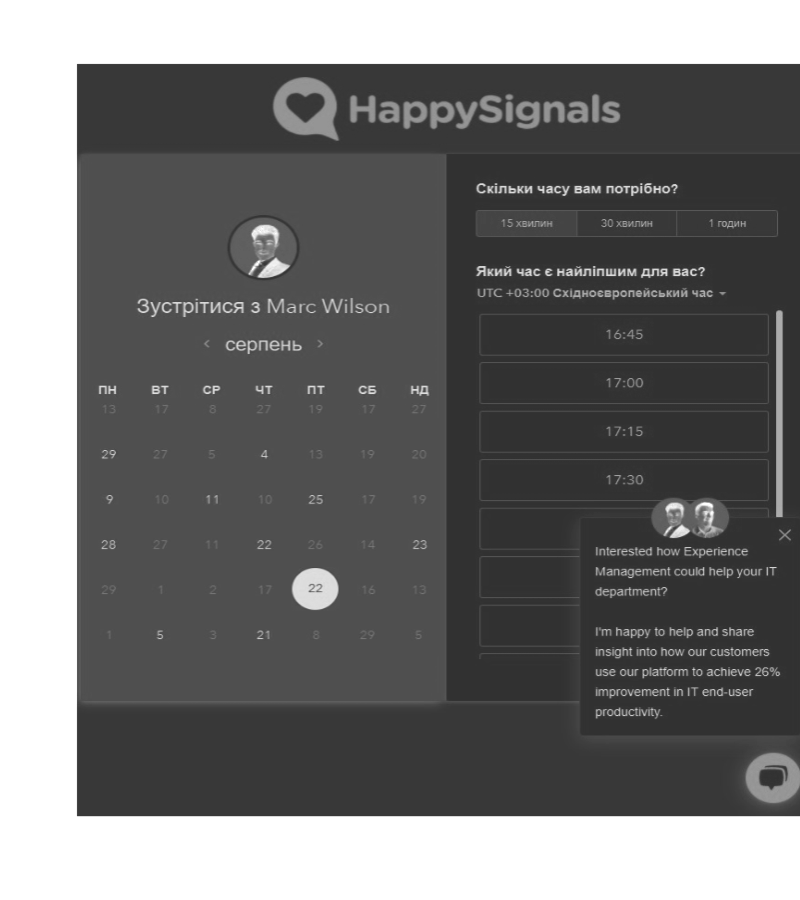 HappySignals
Зустрітися з Marc Wilson
серпень
ПН ВТ СР ЧТ ПТ СБ НД
13 17 8 27 19 17 27
29 27 5 4 13 19 20
9 10 11 10 25 17 19
28 27 11 22 26 14 23
29 1 2 17 22 16 13
1 5 3 21 8 29 5
Скільки часу вам потрібно?
15 хвилин 30 хвилин 1 годин
Який час є найліпшим для вас?
UTC +03:00 Східноєвропейський час
16:45
17:00
17:15
17:30
Interested how Experience
Management could help your IT
department?
I'm happy to help and share
insight into how our customers
use our platform to achieve 26%
improvement in IT end-user
productivity.